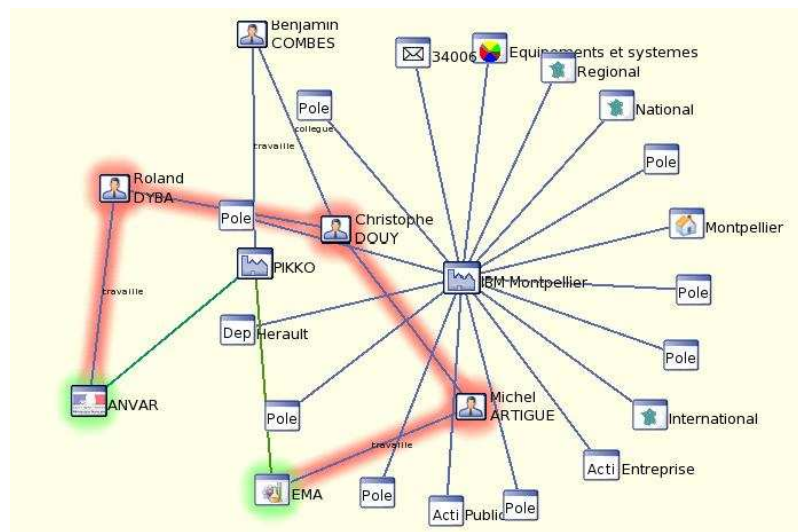 Benjamin
COMBES
34006
Equipements et systemes
Regional
National
Pole
collegue
travaille
Pole
Roland
DYBA
Pole
Christophe
DOUY
Montpellier
PIKKO
IBM Montpellier
travaille
Pole
Dep Herault
Pole
ANVAR
Michel
ARTIGUE
Pole
International
travaille
Acti Entreprise
EMA
Pole
Acti Public
Pole